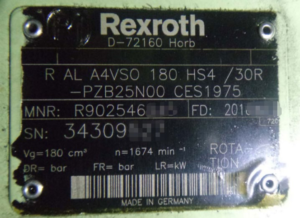 Rexroth
D-72160 Horb
R AL A4VSO 180 HS4 /30R
-PZB25N00 CES1975
MNR: R902546 FD: 201
SN: 34309
Vg=180 cm³ n=1674 min⁻¹ ROTA-
DR=- bar FR=- bar LR=kW TION
MADE IN GERMANY